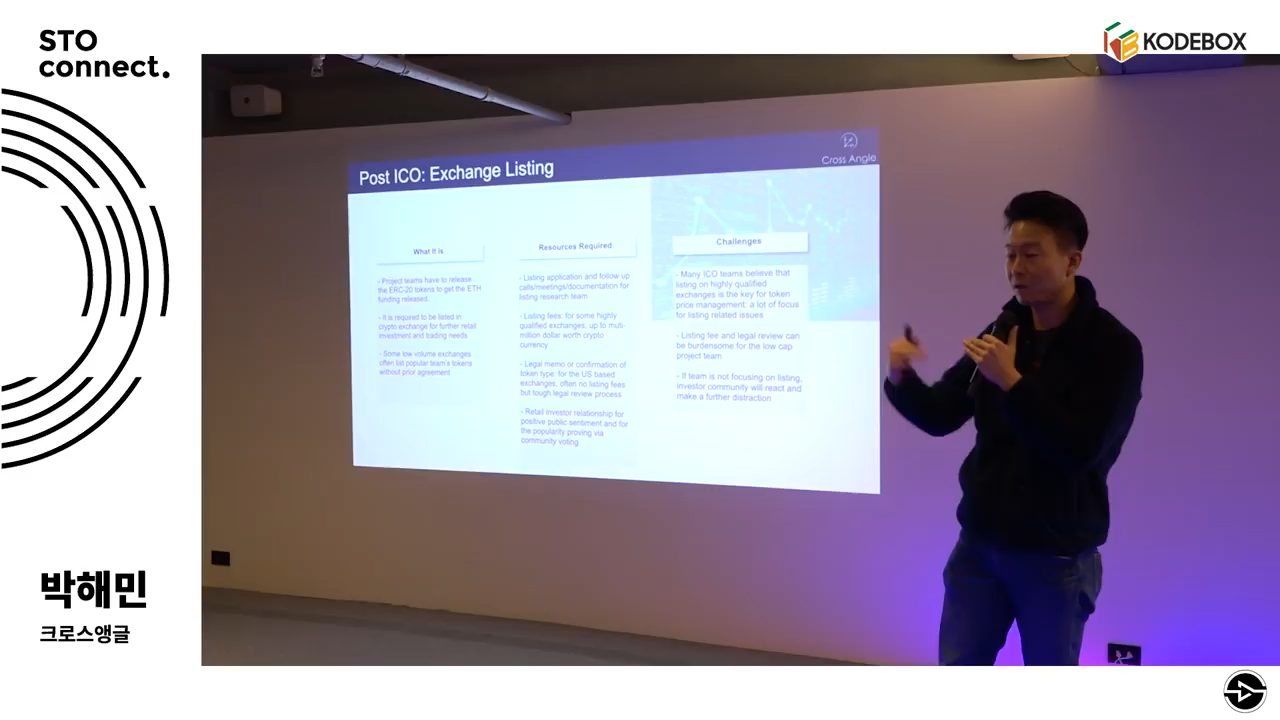 STO
connect.
KODEBOX
Cross Angle
Post ICO: Exchange Listing
What It is
- Project teams have to release
the ERC-20 tokens to get the ETH
funding released.
- It is required to be listed in
crypto exchange for further retail
investment and trading needs
- Some low volume exchanges
often list popular team's tokens
without prior agreement
Resources Required
- Listing application and follow up
calls/meetings/documentation for
listing research team
- Listing fees: for some highly
qualified exchanges, up to muti-
million dollar worth crypto
currency
- Legal memo or confirmation of
token type: for the US based
exchanges, often no listing fees
but tough legal review process
- Retail investor relationship for
positive public sentiment and for
the popularity proving via
community voting
Challenges
- Many ICO teams believe that
listing on highly qualified
exchanges is the key for token
price management: a lot of focus
for listing related issues
- Listing fee and legal review can
be burdensome for the low cap
project team
- If team is not focusing on listing,
investor community will react and
make a further distraction
박해민
크로스앵글